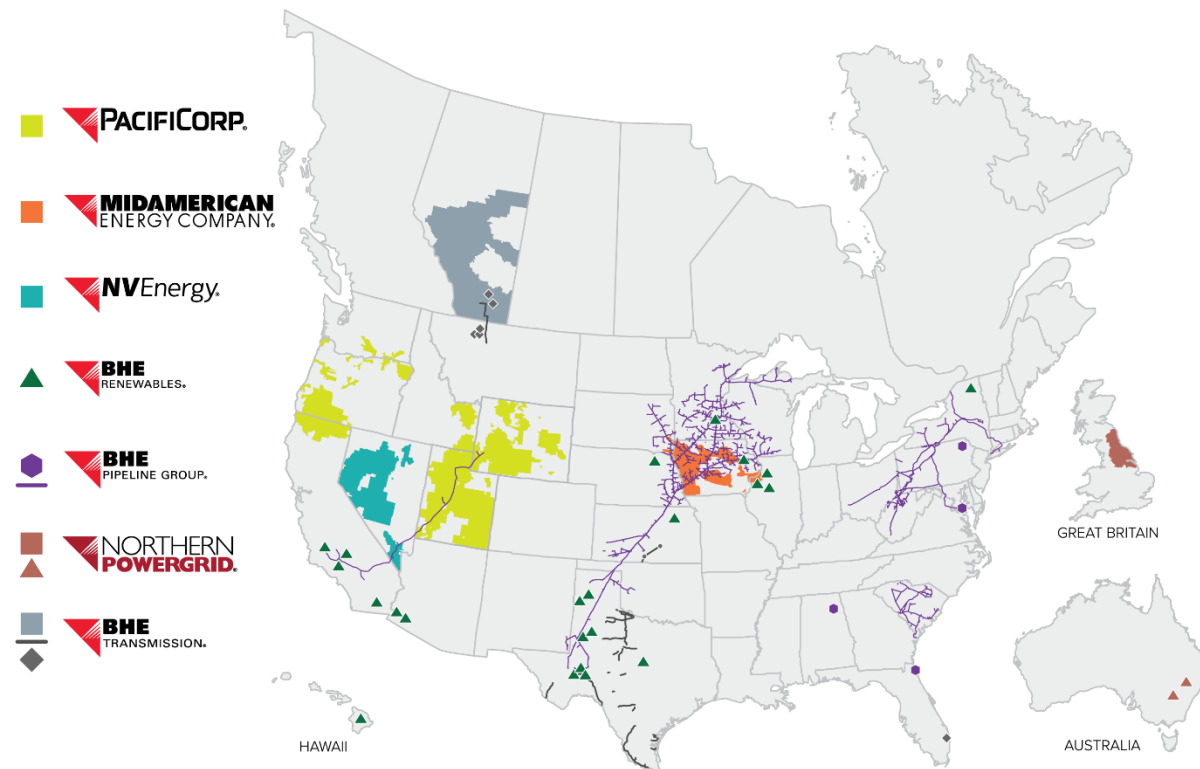 PACIFICORP®
MIDAMERICAN
ENERGY COMPANY®
NVEnergy®
BHE
RENEWABLES®
BHE
PIPELINE GROUP®
NORTHERN
POWERGRID®
BHE
TRANSMISSION®
GREAT BRITAIN
HAWAII
AUSTRALIA